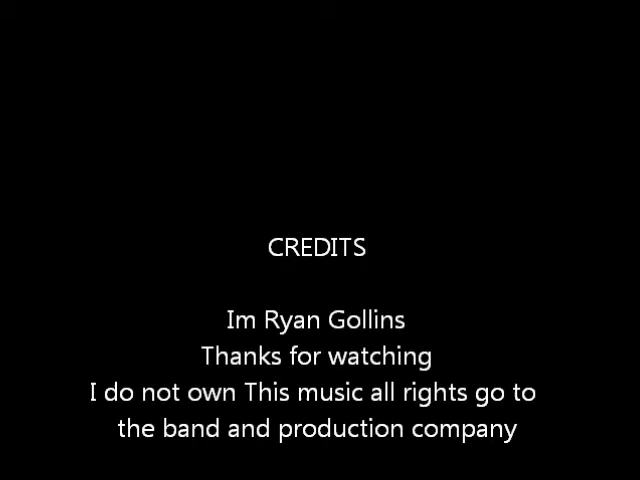 CREDITS
Im Ryan Gollins
Thanks for watching
I do not own This music all rights go to
the band and production company